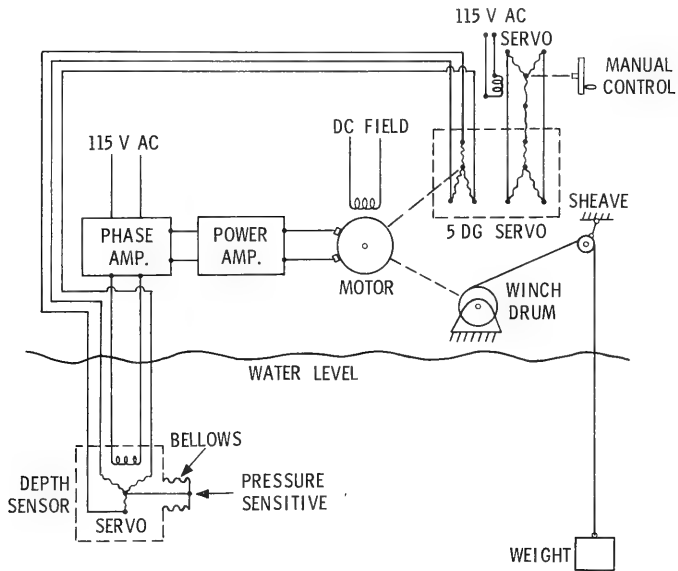 115 V AC
SERVO
MANUAL
CONTROL
DC FIELD
115 V AC
SHEAVE
PHASE
AMP.
POWER
AMP.
5 DG SERVO
MOTOR
WINCH
DRUM
WATER LEVEL
BELLOWS
DEPTH
SENSOR
PRESSURE
SENSITIVE
SERVO
WEIGHT